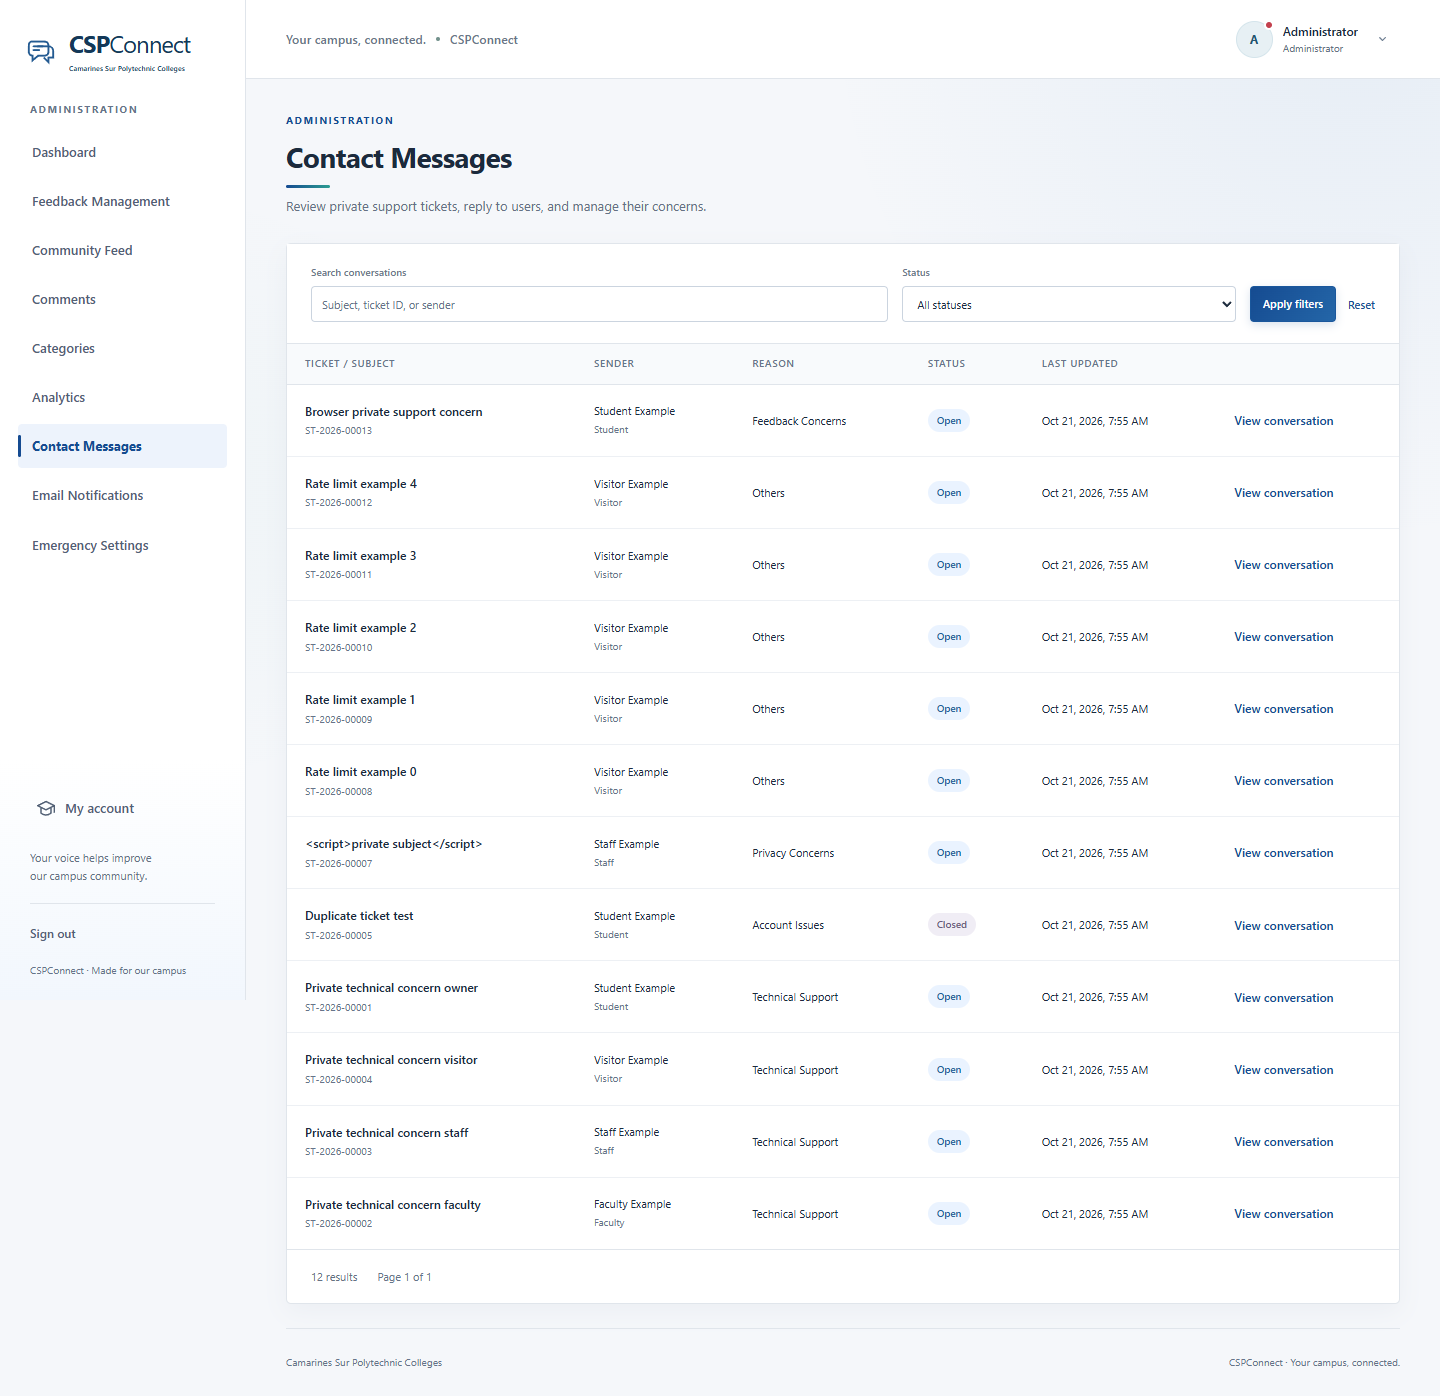 CSPConnect
Camarines Sur Polytechnic Colleges
ADMINISTRATION
Dashboard
Feedback Management
Community Feed
Comments
Categories
Analytics
Contact Messages
Email Notifications
Emergency Settings
My account
Your voice helps improve
our campus community.
Sign out
CSPConnect · Made for our campus
Your campus, connected. • CSPConnect
A
Administrator
Administrator
ADMINISTRATION
Contact Messages
Review private support tickets, reply to users, and manage their concerns.
Search conversations
Subject, ticket ID, or sender
Status
All statuses
Apply filters
Reset
TICKET / SUBJECT SENDER REASON STATUS LAST UPDATED
Browser private support concern
ST-2026-00013
Student Example
Student
Feedback Concerns
Open
Oct 21, 2026, 7:55 AM
View conversation
Rate limit example 4
ST-2026-00012
Visitor Example
Visitor
Others
Open
Oct 21, 2026, 7:55 AM
View conversation
Rate limit example 3
ST-2026-00011
Visitor Example
Visitor
Others
Open
Oct 21, 2026, 7:55 AM
View conversation
Rate limit example 2
ST-2026-00010
Visitor Example
Visitor
Others
Open
Oct 21, 2026, 7:55 AM
View conversation
Rate limit example 1
ST-2026-00009
Visitor Example
Visitor
Others
Open
Oct 21, 2026, 7:55 AM
View conversation
Rate limit example 0
ST-2026-00008
Visitor Example
Visitor
Others
Open
Oct 21, 2026, 7:55 AM
View conversation
<script>private subject</script>
ST-2026-00007
Staff Example
Staff
Privacy Concerns
Open
Oct 21, 2026, 7:55 AM
View conversation
Duplicate ticket test
ST-2026-00005
Student Example
Student
Account Issues
Closed
Oct 21, 2026, 7:55 AM
View conversation
Private technical concern owner
ST-2026-00001
Student Example
Student
Technical Support
Open
Oct 21, 2026, 7:55 AM
View conversation
Private technical concern visitor
ST-2026-00004
Visitor Example
Visitor
Technical Support
Open
Oct 21, 2026, 7:55 AM
View conversation
Private technical concern staff
ST-2026-00003
Staff Example
Staff
Technical Support
Open
Oct 21, 2026, 7:55 AM
View conversation
Private technical concern faculty
ST-2026-00002
Faculty Example
Faculty
Technical Support
Open
Oct 21, 2026, 7:55 AM
View conversation
12 results Page 1 of 1
Camarines Sur Polytechnic Colleges
CSPConnect · Your campus, connected.